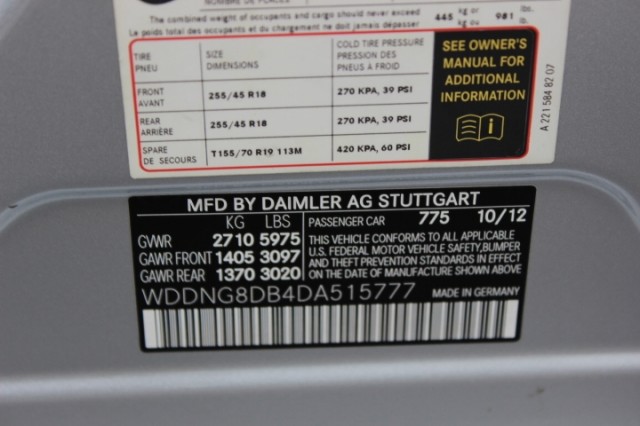 The combined weight of occupants and cargo should never exceed 445 kg or 981 lbs.
Le poids total des occupants et du chargement ne doit jamais dépasser kg ou lb.
TIRE PNEU SIZE DIMENSIONS COLD TIRE PRESSURE PRESSION DES PNEUS À FROID
FRONT AVANT 255/45 R18 270 KPA, 39 PSI
REAR ARRIÈRE 255/45 R18 270 KPA, 39 PSI
SPARE DE SECOURS T155/70 R19 113M 420 KPA, 60 PSI
SEE OWNER'S
MANUAL FOR
ADDITIONAL
INFORMATION
A 221 584 82 07
MFD BY DAIMLER AG STUTTGART
KG LBS PASSENGER CAR 775 10/12
GVWR 2710 5975
GAWR FRONT 1405 3097
GAWR REAR 1370 3020
THIS VEHICLE CONFORMS TO ALL APPLICABLE
U.S. FEDERAL MOTOR VEHICLE SAFETY, BUMPER
AND THEFT PREVENTION STANDARDS IN EFFECT
ON THE DATE OF MANUFACTURE SHOWN ABOVE.
WDDNG8DB4DA515777 MADE IN GERMANY